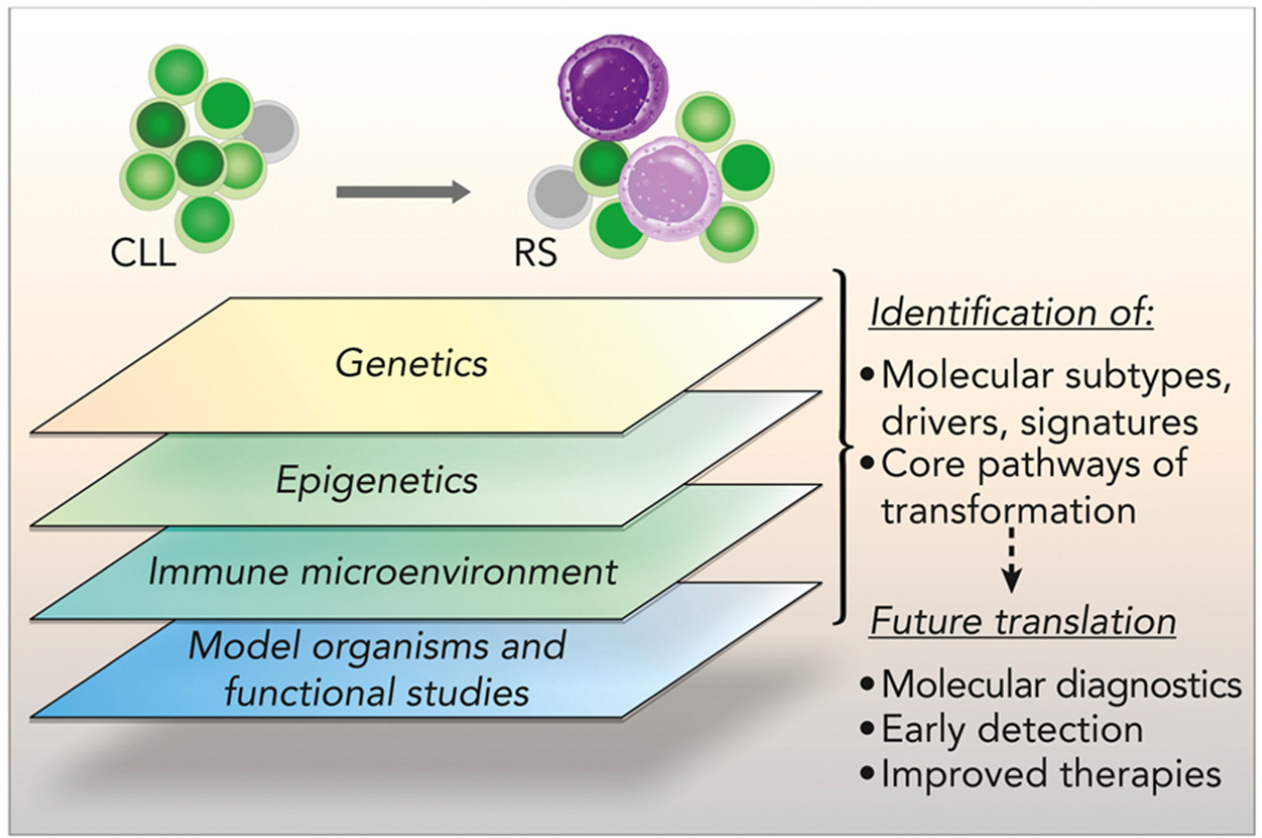 CLL
RS
Genetics
Epigenetics
Immune microenvironment
Model organisms and
functional studies
Identification of:
•Molecular subtypes,
drivers, signatures
•Core pathways of
transformation
Future translation
•Molecular diagnostics
•Early detection
•Improved therapies